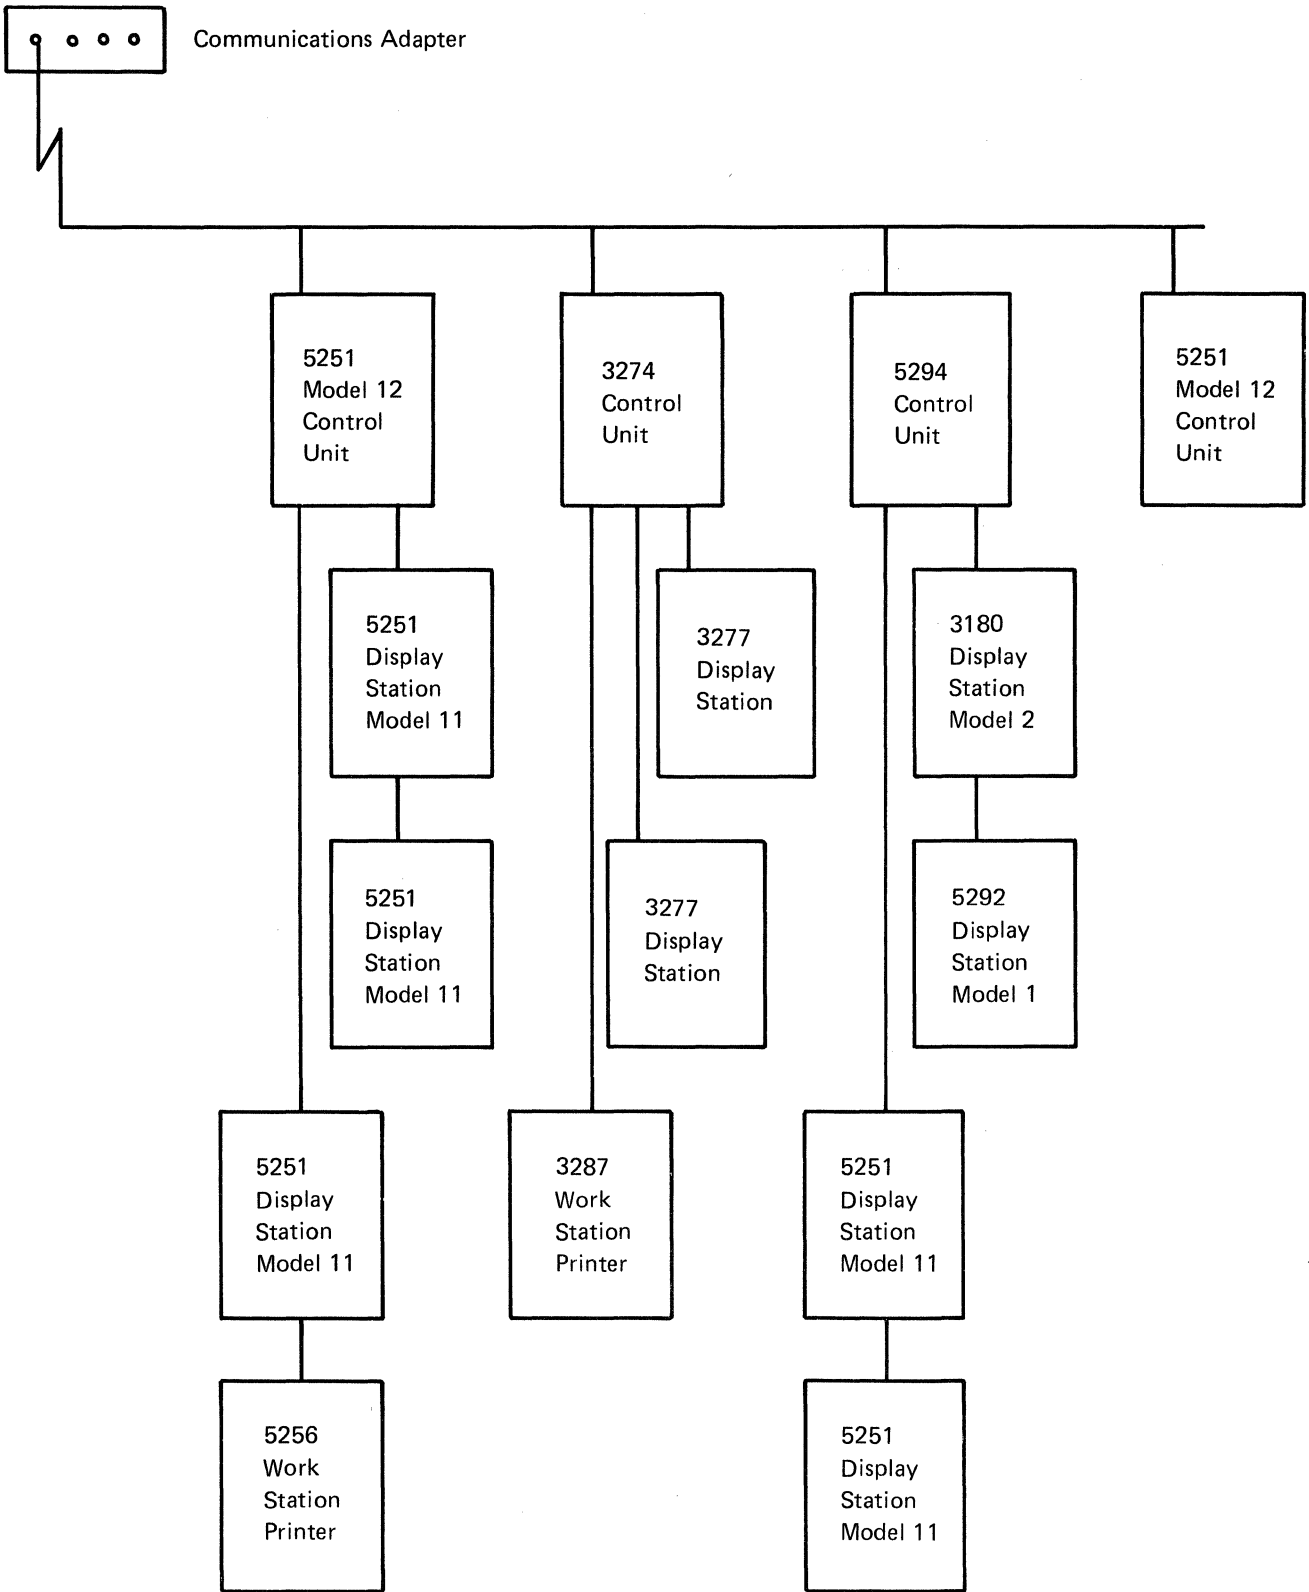 Communications Adapter
5251
Model 12
Control
Unit
3274
Control
Unit
5294
Control
Unit
5251
Model 12
Control
Unit
5251
Display
Station
Model 11
3277
Display
Station
3180
Display
Station
Model 2
5251
Display
Station
Model 11
3277
Display
Station
5292
Display
Station
Model 1
5251
Display
Station
Model 11
3287
Work
Station
Printer
5251
Display
Station
Model 11
5256
Work
Station
Printer
5251
Display
Station
Model 11